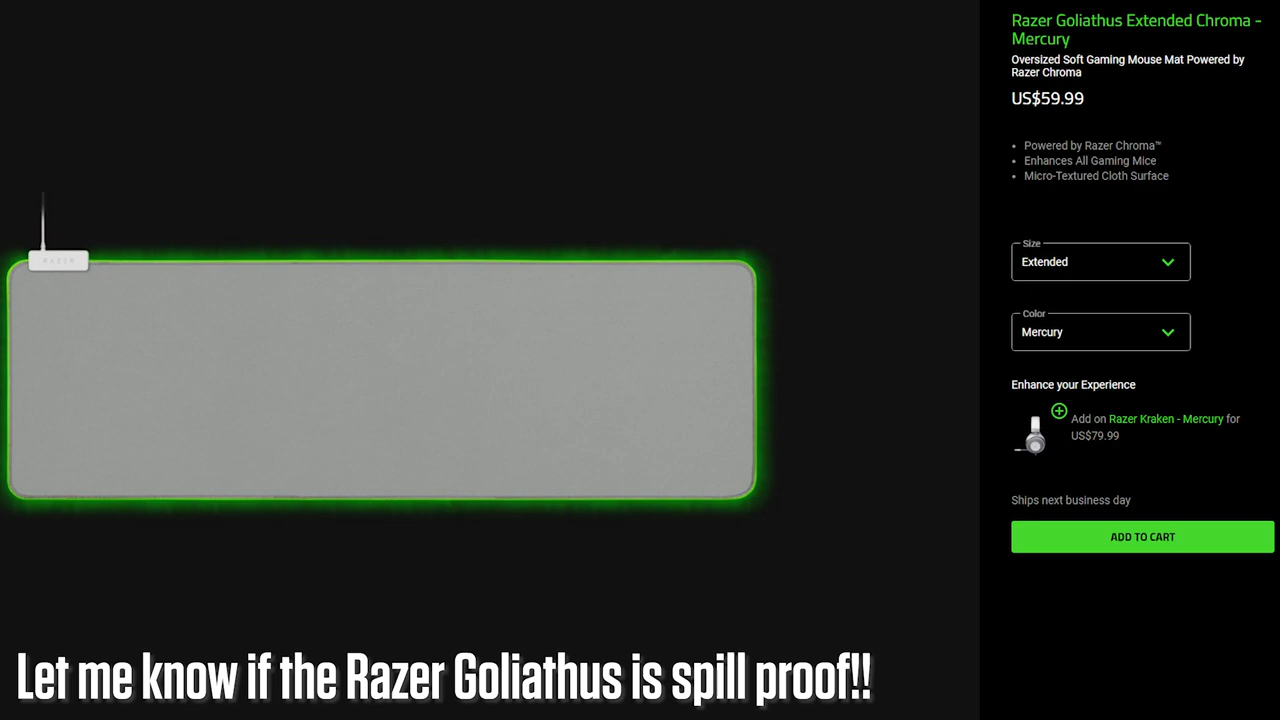 Razer Goliathus Extended Chroma -
Mercury
Oversized Soft Gaming Mouse Mat Powered by
Razer Chroma
US$59.99
• Powered by Razer Chroma™
• Enhances All Gaming Mice
• Micro-Textured Cloth Surface
RAZER
Size
Extended
Color
Mercury
Enhance your Experience
Add on Razer Kraken - Mercury for
US$79.99
Ships next business day
ADD TO CART
Let me know if the Razer Goliathus is spill proof!!